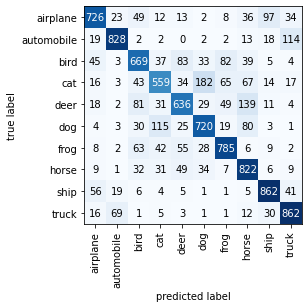 airplane 726 23 49 12 13 2 8 36 97 34
automobile 19 828 2 2 0 2 2 13 18 114
bird 45 3 669 37 83 33 82 39 5 4
cat 16 3 43 559 34 182 65 67 14 17
deer 18 2 81 31 636 29 49 139 11 4
dog 4 3 30 115 25 720 19 80 3 1
frog 8 2 63 42 55 28 785 6 9 2
horse 9 1 32 31 49 34 7 822 6 9
ship 56 19 6 4 5 1 1 5 862 41
truck 16 69 1 5 3 1 1 12 30 862
true label
airplane automobile bird cat deer dog frog horse ship truck
predicted label